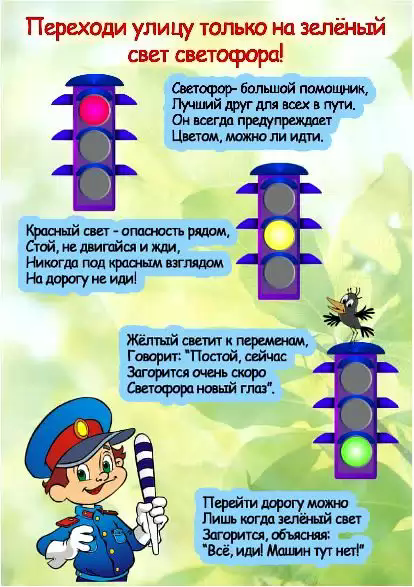 Переходи улицу только на зелёный
свет светофора!
Светофор- большой помощник,
Лучший друг для всех в пути.
Он всегда предупреждает
Цветом, можно ли идти.
Красный свет - опасность рядом,
Стой, не двигайся и жди,
Никогда под красным взглядом
На дорогу не иди!
Жёлтый светит к переменам,
Говорит: "Постой, сейчас
Загорится очень скоро
Светофора новый глаз".
Перейти дорогу можно
Лишь когда зелёный свет
Загорится, объясняя:
"Всё, иди! Машин тут нет!"